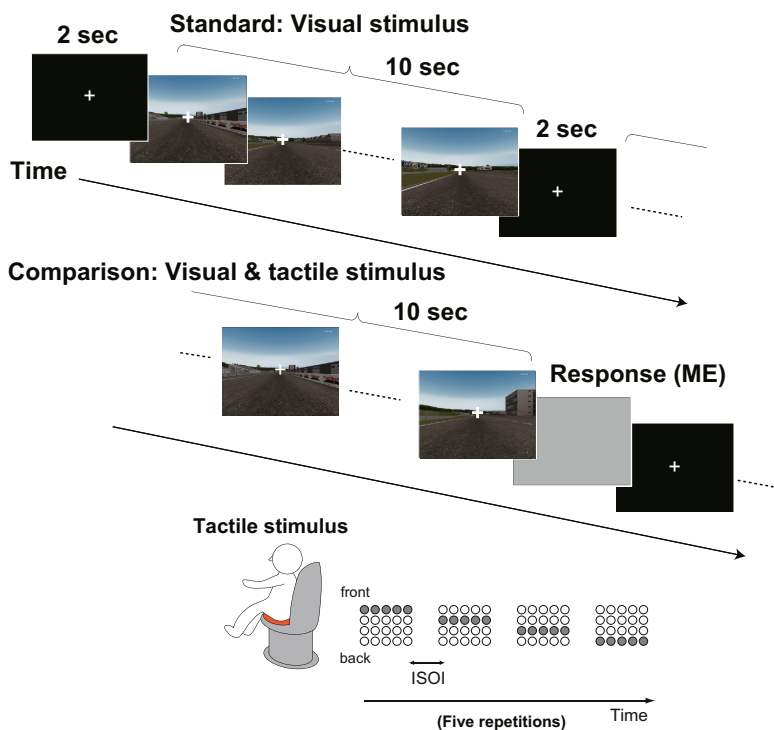 Standard: Visual stimulus
2 sec
10 sec
2 sec
Time
Comparison: Visual & tactile stimulus
10 sec
Response (ME)
Tactile stimulus
front
back
ISOI
Time
(Five repetitions)